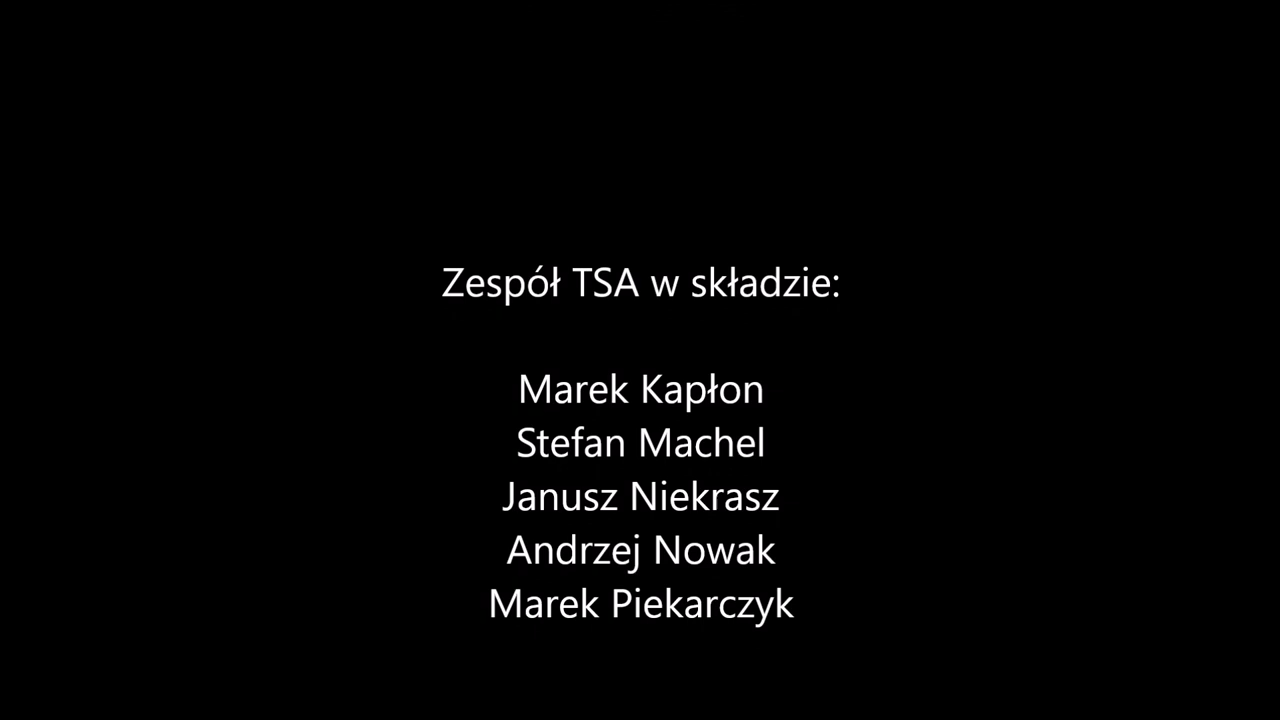 Zespół TSA w składzie:
Marek Kapłon
Stefan Machel
Janusz Niekrasz
Andrzej Nowak
Marek Piekarczyk